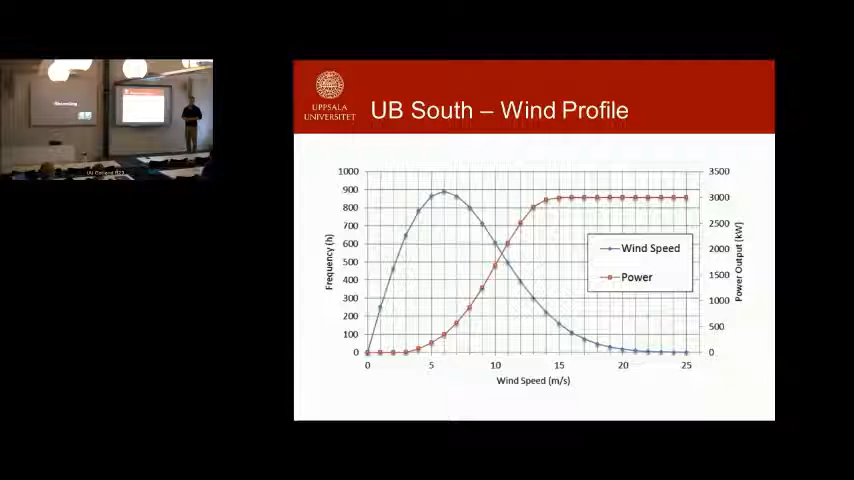 Recording
UPPSALA
UNIVERSITET
UB South – Wind Profile
1000
900
800
700
600
500
400
300
200
100
0
Frequency (h)
3500
3000
2500
2000
1500
1000
500
0
Power Output (kW)
Wind Speed
Power
0 5 10 15 20 25
Wind Speed (m/s)